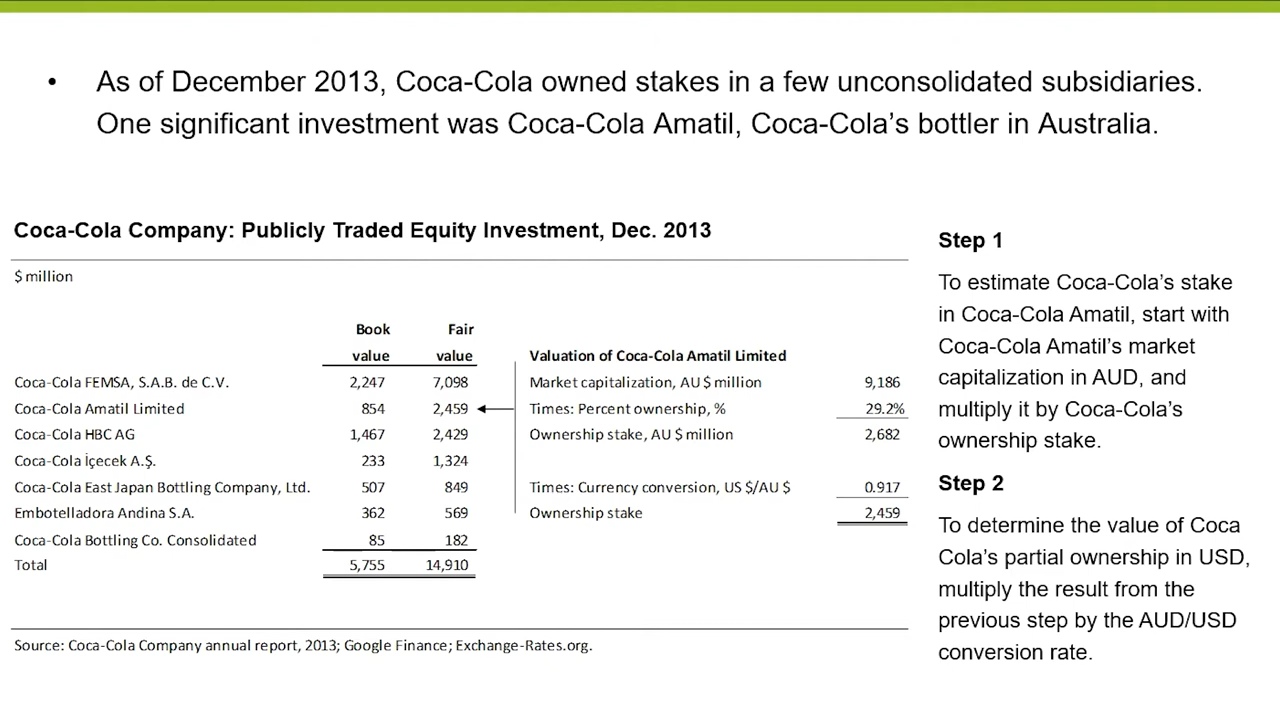 • As of December 2013, Coca-Cola owned stakes in a few unconsolidated subsidiaries.
One significant investment was Coca-Cola Amatil, Coca-Cola's bottler in Australia.
Coca-Cola Company: Publicly Traded Equity Investment, Dec. 2013
$ million
Book Fair
value value Valuation of Coca-Cola Amatil Limited
Coca-Cola FEMSA, S.A.B. de C.V. 2,247 7,098 Market capitalization, AU $ million 9,186
Coca-Cola Amatil Limited 854 2,459 Times: Percent ownership, % 29.2%
Coca-Cola HBC AG 1,467 2,429 Ownership stake, AU $ million 2,682
Coca-Cola İçecek A.Ş. 233 1,324
Coca-Cola East Japan Bottling Company, Ltd. 507 849 Times: Currency conversion, US $/AU $ 0.917
Embotelladora Andina S.A. 362 569 Ownership stake 2,459
Coca-Cola Bottling Co. Consolidated 85 182
Total 5,755 14,910
Source: Coca-Cola Company annual report, 2013; Google Finance; Exchange-Rates.org.
Step 1
To estimate Coca-Cola's stake
in Coca-Cola Amatil, start with
Coca-Cola Amatil's market
capitalization in AUD, and
multiply it by Coca-Cola's
ownership stake.
Step 2
To determine the value of Coca
Cola's partial ownership in USD,
multiply the result from the
previous step by the AUD/USD
conversion rate.